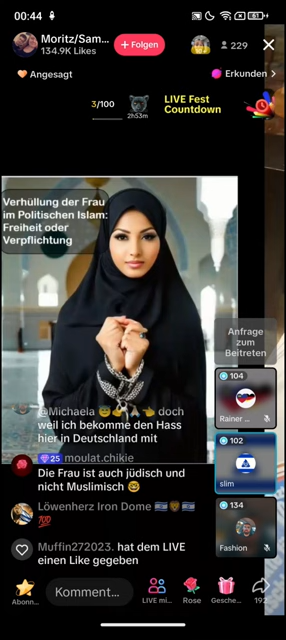 00:44
61
Moritz/Sam...
134.9K Likes
+ Folgen
229
Angesagt
Erkunden >
3/100
2h53m
LIVE Fest
Countdown
Verhüllung der Frau
im Politischen Islam:
Freiheit oder
Verpflichtung
Anfrage
zum
Beitreten
104
Rainer ...
102
slim
134
Fashion
@Michaela doch
weil ich bekomme den Hass
hier in Deutschland mit
25 moulat.chikie
Die Frau ist auch jüdisch und
nicht Muslimisch 🤓
Löwenherz Iron Dome 🇮🇱🦁🇮🇱
💯
Muffin272023. hat dem LIVE
einen Like gegeben
Abonn...
Komment...
LIVE mi...
Rose
Gesche...
192